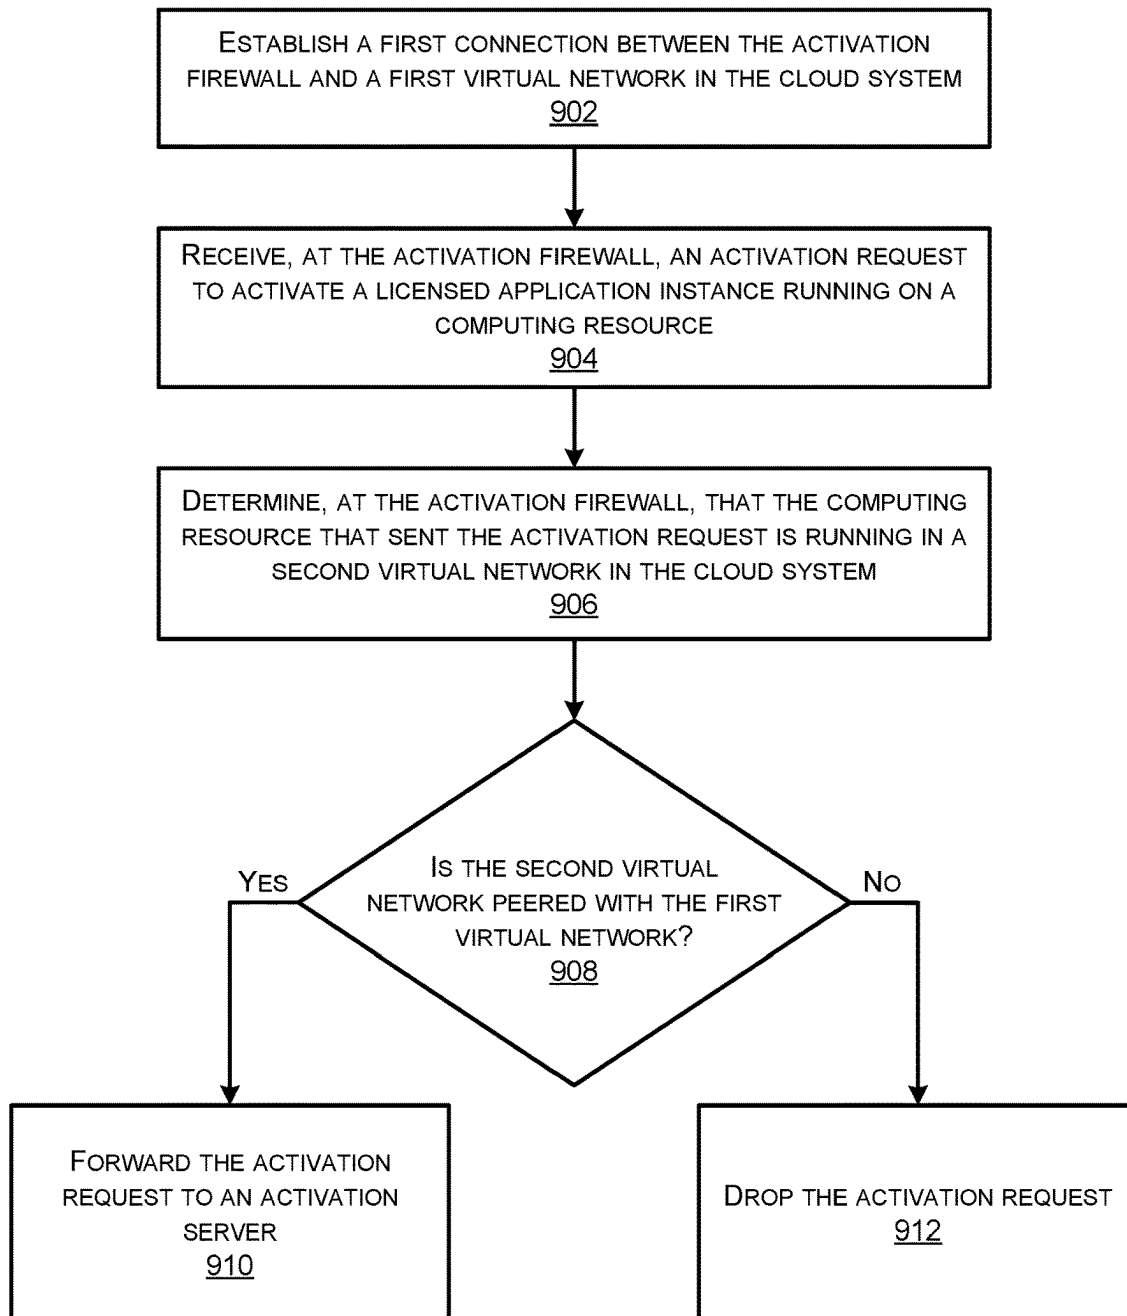 ESTABLISH A FIRST CONNECTION BETWEEN THE ACTIVATION
FIREWALL AND A FIRST VIRTUAL NETWORK IN THE CLOUD SYSTEM
902
RECEIVE, AT THE ACTIVATION FIREWALL, AN ACTIVATION REQUEST
TO ACTIVATE A LICENSED APPLICATION INSTANCE RUNNING ON A
COMPUTING RESOURCE
904
DETERMINE, AT THE ACTIVATION FIREWALL, THAT THE COMPUTING
RESOURCE THAT SENT THE ACTIVATION REQUEST IS RUNNING IN A
SECOND VIRTUAL NETWORK IN THE CLOUD SYSTEM
906
IS THE SECOND VIRTUAL
NETWORK PEERED WITH THE FIRST
VIRTUAL NETWORK?
908
YES
NO
FORWARD THE ACTIVATION
REQUEST TO AN ACTIVATION
SERVER
910
DROP THE ACTIVATION REQUEST
912